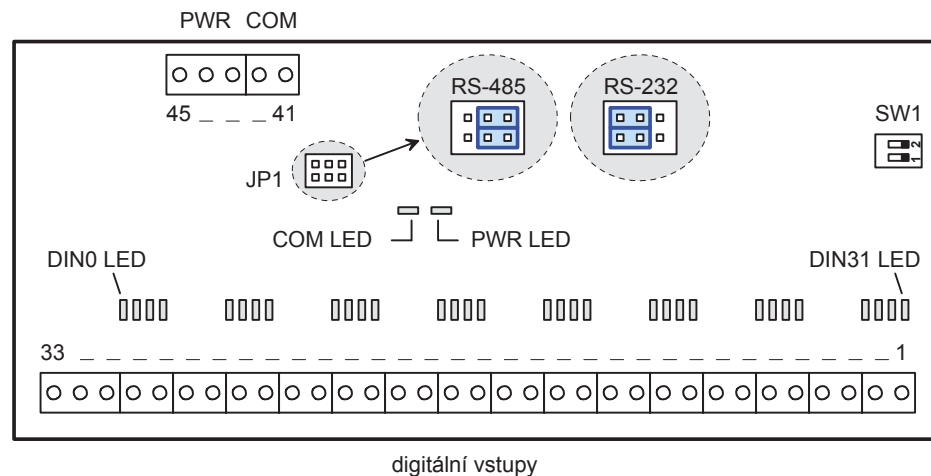 PWR COM
RS-485 RS-232
45 _ _ _ 41
SW1
2
1
JP1
COM LED PWR LED
DIN0 LED DIN31 LED
33 _ _ _ _ _ _ _ _ _ _ _ _ _ _ _ _ _ _ _ _ _ _ _ _ _ _ _ _ _ _ _ 1
digitální vstupy